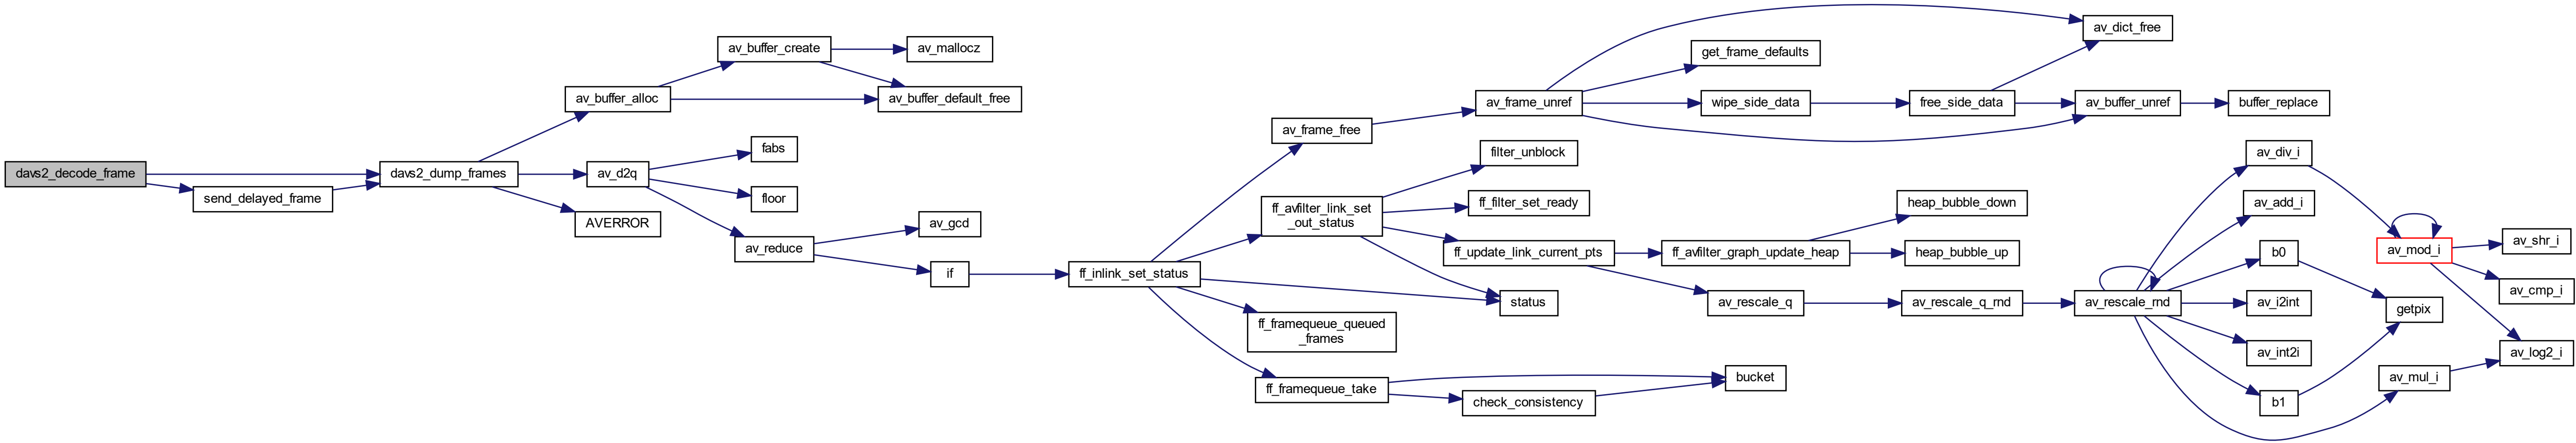 davs2_decode_frame
send_delayed_frame
davs2_dump_frames
av_buffer_alloc
av_buffer_create
av_mallocz
av_buffer_default_free
av_d2q
AVERROR
fabs
floor
av_reduce
av_gcd
if
ff_inlink_set_status
av_frame_free
ff_avfilter_link_set
_out_status
ff_framequeue_queued
_frames
ff_framequeue_take
av_frame_unref
filter_unblock
ff_filter_set_ready
ff_update_link_current_pts
status
check_consistency
get_frame_defaults
wipe_side_data
ff_avfilter_graph_update_heap
av_rescale_q
bucket
free_side_data
heap_bubble_down
heap_bubble_up
av_rescale_q_rnd
av_dict_free
av_buffer_unref
buffer_replace
av_rescale_rnd
av_div_i
av_add_i
b0
av_i2int
av_int2i
b1
av_mod_i
getpix
av_mul_i
av_shr_i
av_cmp_i
av_log2_i